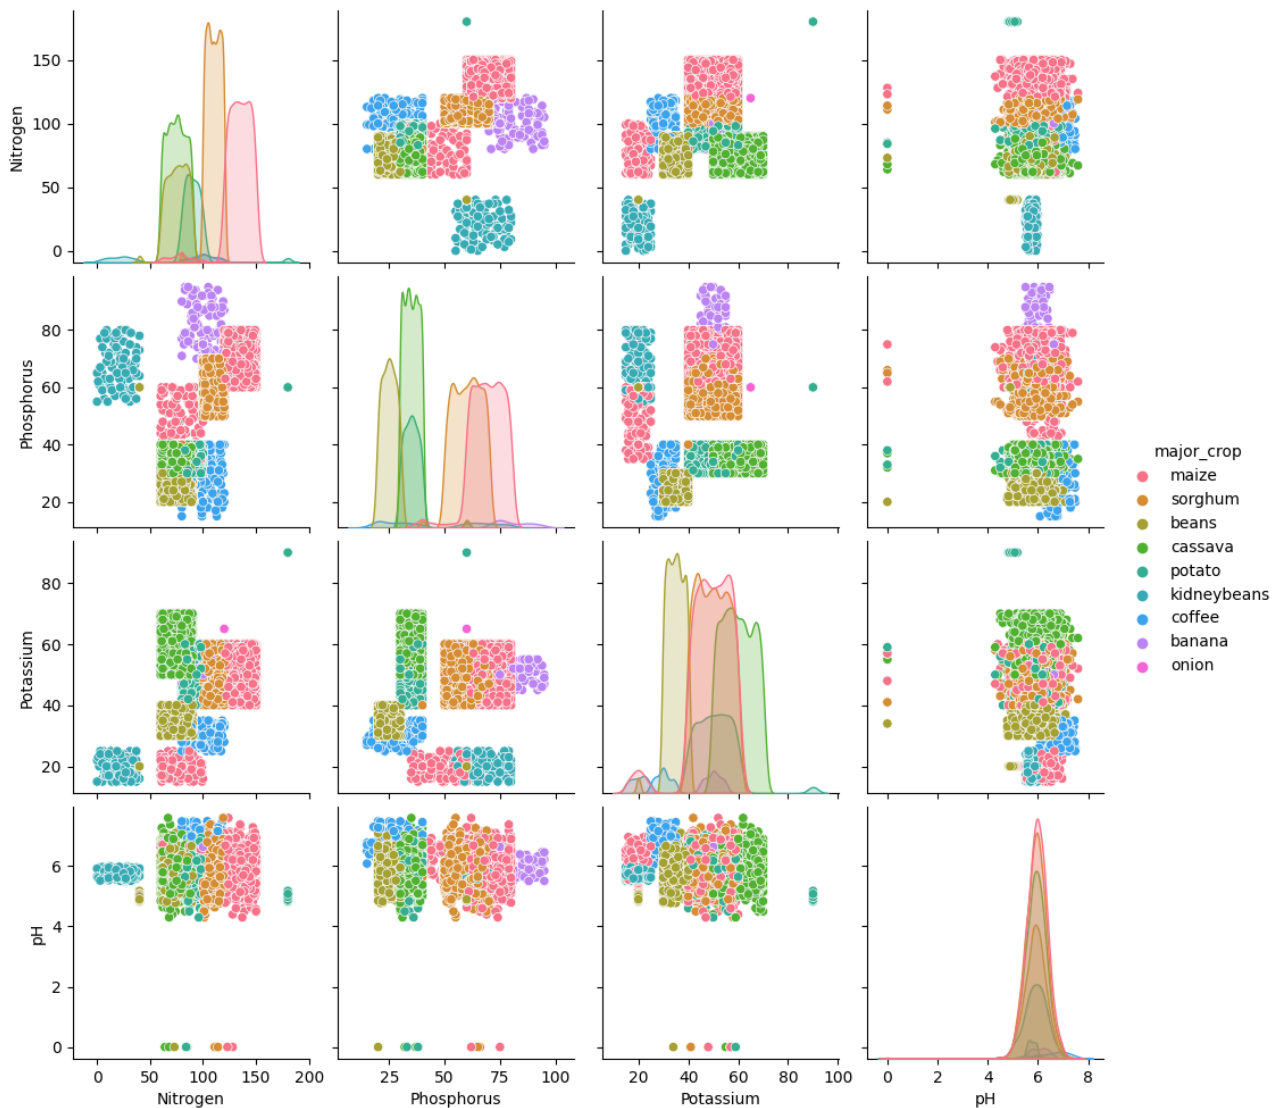 150
100
50
0
Nitrogen
80
60
40
20
Phosphorus
80
60
40
20
Potassium
6
4
2
0
pH
0 50 100 150 200
25 50 75 100
20 40 60 80 100
0 2 4 6 8
Nitrogen
Phosphorus
Potassium
pH
major_crop
maize
sorghum
beans
cassava
potato
kidneybeans
coffee
banana
onion